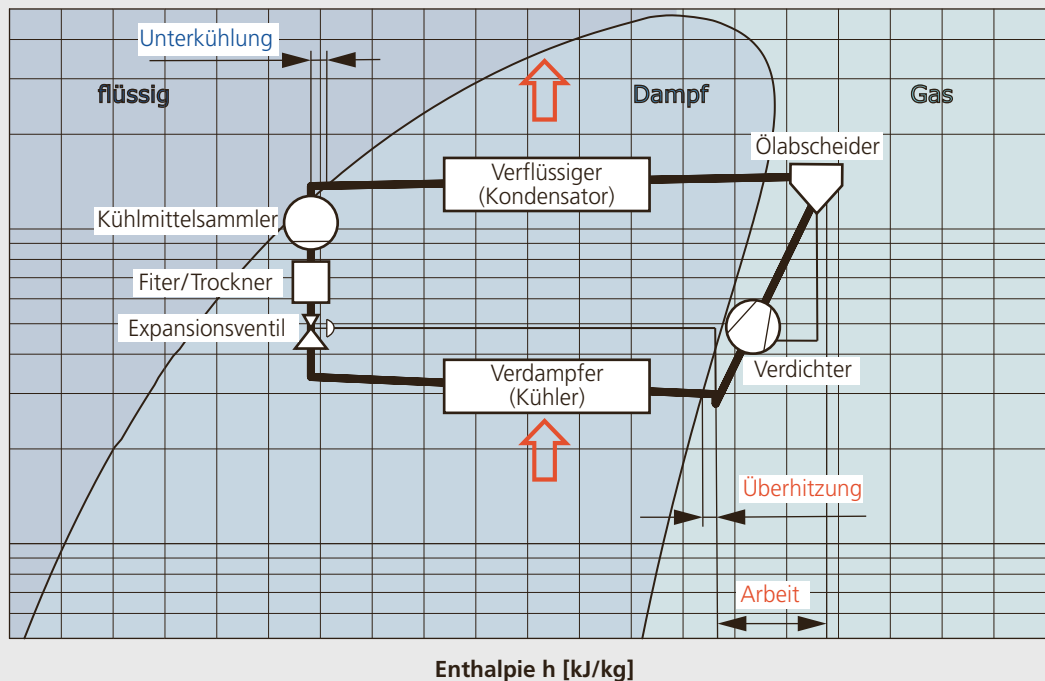 Unterkühlung
flüssig
Dampf
Gas
Ölabscheider
Verflüssiger
(Kondensator)
Kühlmittelsammler
Fiter/Trockner
Expansionsventil
Verdampfer
(Kühler)
Verdichter
Überhitzung
Arbeit
Enthalpie h [kJ/kg]